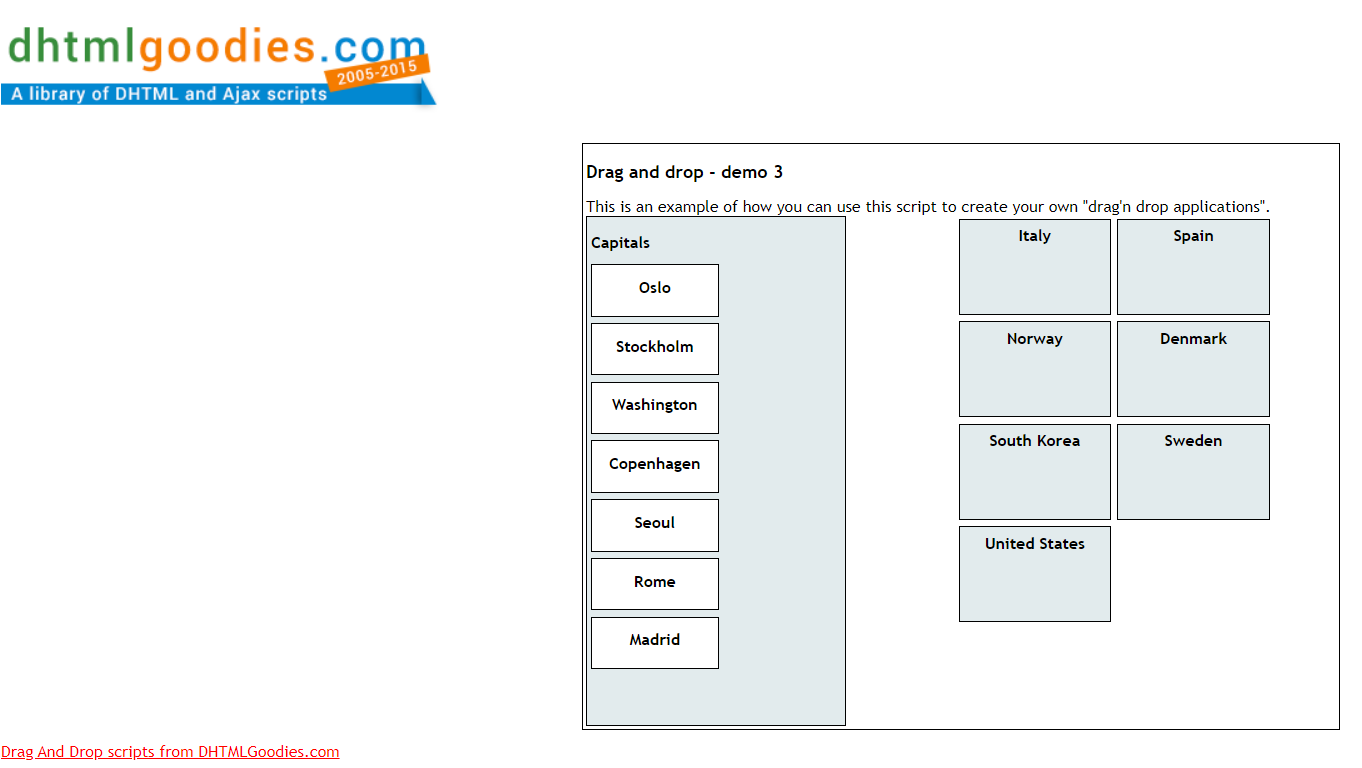 dhtmlgoodies.com
2005-2015
A library of DHTML and Ajax scripts
Drag and drop - demo 3
This is an example of how you can use this script to create your own "drag'n drop applications".
Capitals
Oslo
Stockholm
Washington
Copenhagen
Seoul
Rome
Madrid
Italy
Spain
Norway
Denmark
South Korea
Sweden
United States
Drag And Drop scripts from DHTMLGoodies.com